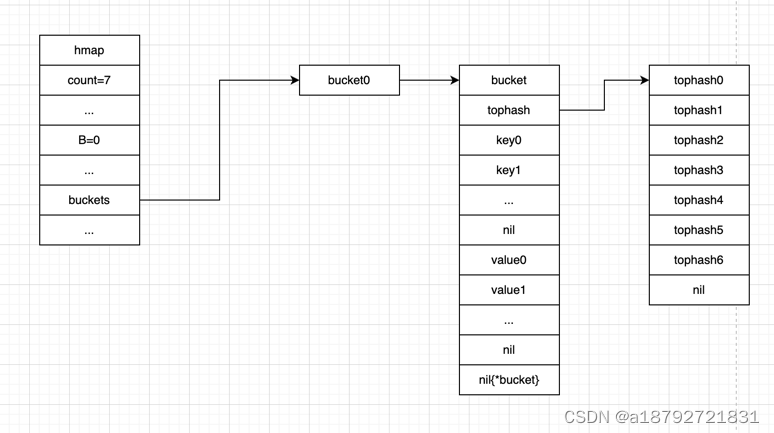 hmap
count=7
...
B=0
...
buckets
...
bucket0
bucket
tophash
key0
key1
...
nil
value0
value1
...
nil
nil{*bucket}
tophash0
tophash1
tophash2
tophash3
tophash4
tophash5
tophash6
nil
CSDN @a18792721831